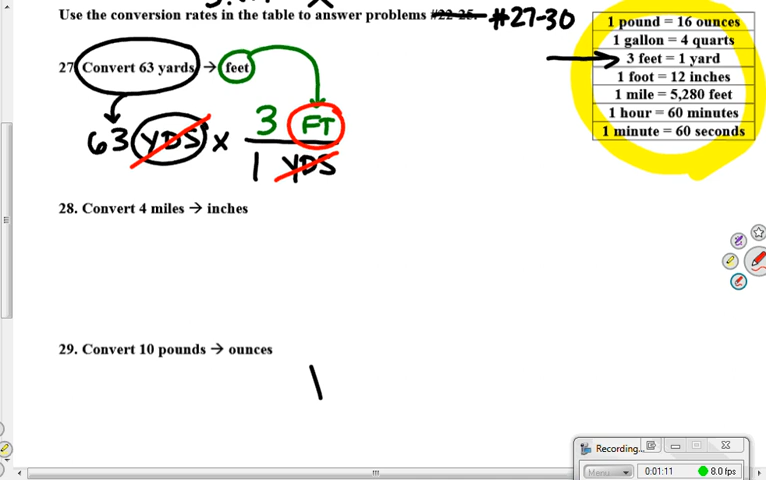 Use the conversion rates in the table to answer problems #22-25. #27-30
1 pound = 16 ounces
1 gallon = 4 quarts
3 feet = 1 yard
1 foot = 12 inches
1 mile = 5,280 feet
1 hour = 60 minutes
1 minute = 60 seconds
27. Convert 63 yards → feet
63 YDS x 3 FT
1 YDS
28. Convert 4 miles → inches
29. Convert 10 pounds → ounces
Recording...
Menu 0:01:11 8.0 fps